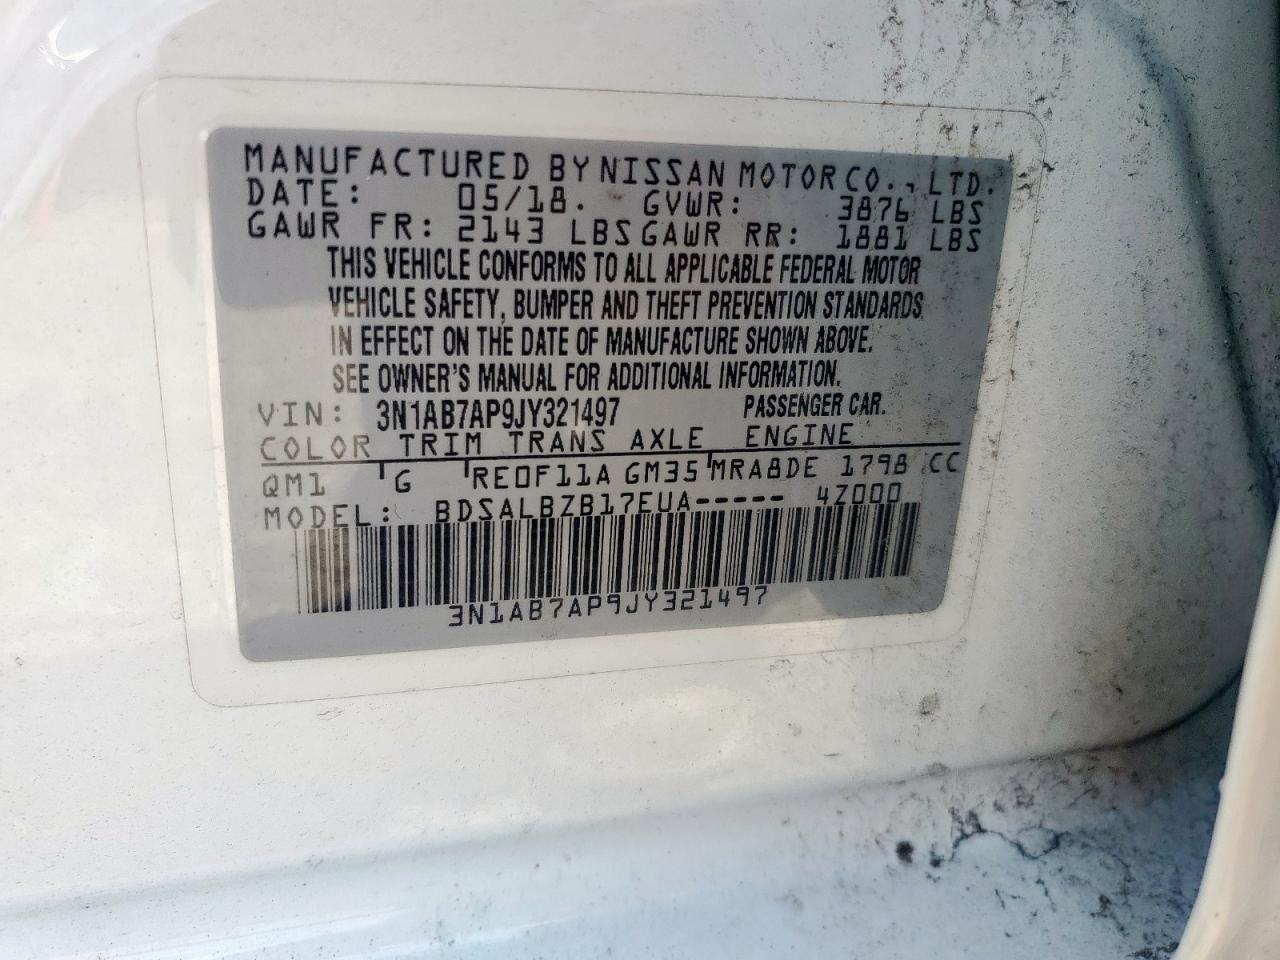 MANUFACTURED BY NISSAN MOTOR CO., LTD.
DATE: 05/18. GVWR: 3876 LBS
GAWR FR: 2143 LBS GAWR RR: 1881 LBS
THIS VEHICLE CONFORMS TO ALL APPLICABLE FEDERAL MOTOR
VEHICLE SAFETY, BUMPER AND THEFT PREVENTION STANDARDS
IN EFFECT ON THE DATE OF MANUFACTURE SHOWN ABOVE.
SEE OWNER'S MANUAL FOR ADDITIONAL INFORMATION.
VIN: 3N1AB7AP9JY321497 PASSENGER CAR.
COLOR TRIM TRANS AXLE ENGINE
QM1 G RE0F11A GM35 MRA8DE 1798 CC
MODEL: BDSALBZB17EUA----- 4Z000
3N1AB7AP9JY321497